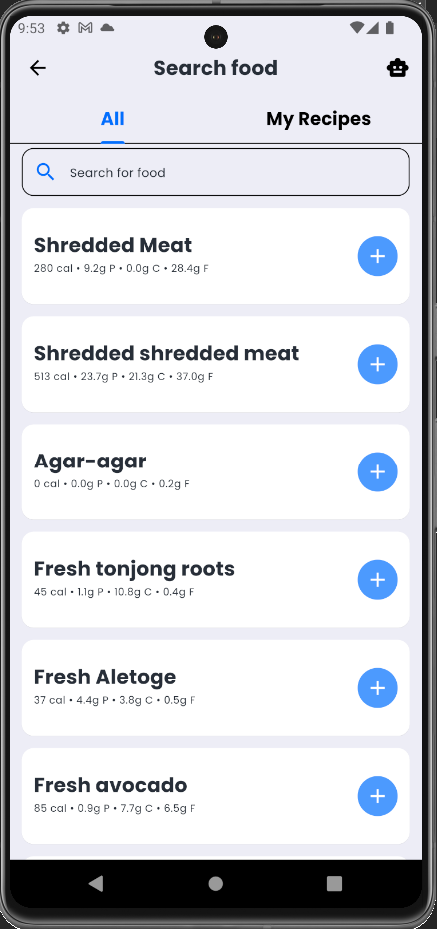 9:53
Search food
All
My Recipes
Search for food
Shredded Meat
280 cal • 9.2g P • 0.0g C • 28.4g F
Shredded shredded meat
513 cal • 23.7g P • 21.3g C • 37.0g F
Agar-agar
0 cal • 0.0g P • 0.0g C • 0.2g F
Fresh tonjong roots
45 cal • 1.1g P • 10.8g C • 0.4g F
Fresh Aletoge
37 cal • 4.4g P • 3.8g C • 0.5g F
Fresh avocado
85 cal • 0.9g P • 7.7g C • 6.5g F